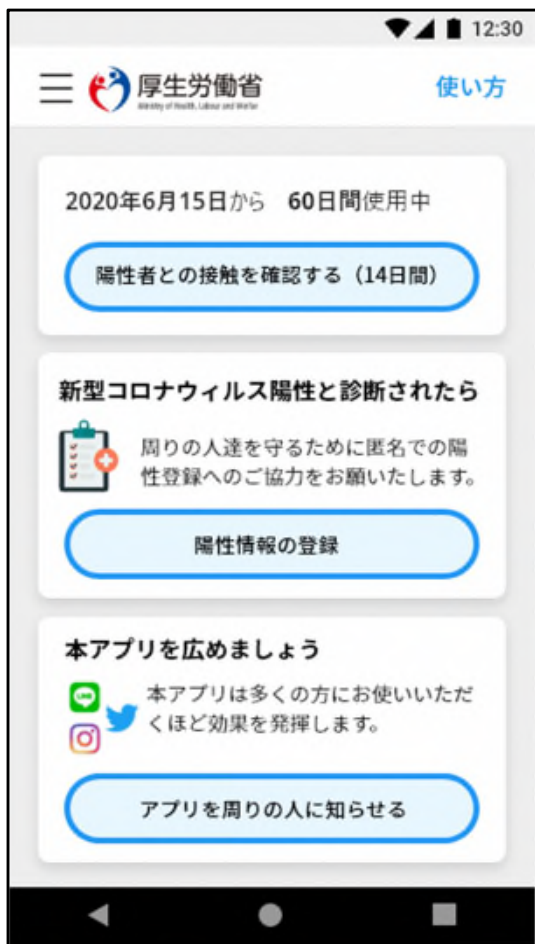 12:30
厚生労働省
Ministry of Health, Labour and Welfare
使い方
2020年6月15日から 60日間使用中
陽性者との接触を確認する（14日間）
新型コロナウィルス陽性と診断されたら
周りの人達を守るために匿名での陽
性登録へのご協力をお願いたします。
陽性情報の登録
本アプリを広めましょう
LINE
本アプリは多くの方にお使いいただ
くほど効果を発揮します。
アプリを周りの人に知らせる